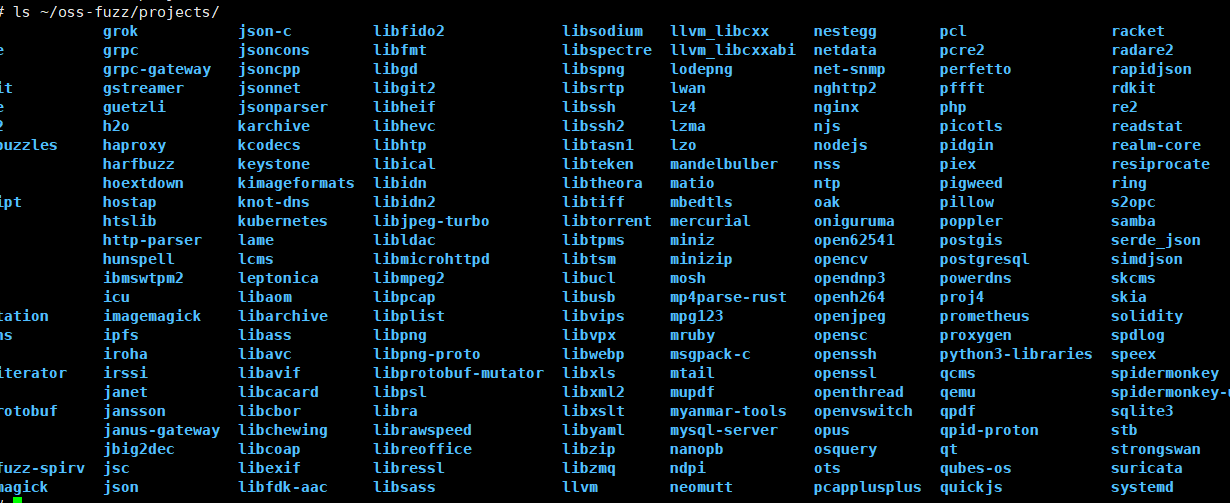 # ls ~/oss-fuzz/projects/
grok json-c libfido2 libsodium llvm_libcxx nestegg pcl racket
e grpc jsoncons libfmt libspectre llvm_libcxxabi netdata pcre2 radare2
grpc-gateway jsoncpp libgd libspng lodepng net-snmp perfetto rapidjson
it gstreamer jsonnet libgit2 libsrtp lwan nghttp2 pffft rdkit
e guetzli jsonparser libheif libssh lz4 nginx php re2
2 h2o karchive libhevc libssh2 lzma njs picotls readstat
puzzles haproxy kcodecs libhtp libtasn1 lzo nodejs pidgin realm-core
harfbuzz keystone libical libteken mandelbulber nss piex resiprocate
hoextdown kimageformats libidn libtheora matio ntp pigweed ring
ipt hostap knot-dns libidn2 libtiff mbedtls oak pillow s2opc
htslib kubernetes libjpeg-turbo libtorrent mercurial oniguruma poppler samba
http-parser lame libldac libtpms miniz open62541 postgis serde_json
hunspell lcms libmicrohttpd libtsm minizip opencv postgresql simdjson
ibmswtpm2 leptonica libmpeg2 libucl mosh opendnp3 powerdns skcms
icu libaom libpcap libusb mp4parse-rust openh264 proj4 skia
tation imagemagick libarchive libplist libvips mpg123 openjpeg prometheus solidity
ns ipfs libass libpng libvpx mruby opensc proxygen spdlog
iroha libavc libpng-proto libwebp msgpack-c openssh python3-libraries speex
iterator irssi libavif libprotobuf-mutator libxls mtail openssl qcms spidermonkey
janet libcacard libpsl libxml2 mupdf openthread qemu spidermonkey-
rotobuf jansson libcbor libra libxslt myanmar-tools openvswitch qpdf sqlite3
janus-gateway libchewing librawspeed libyaml mysql-server opus qpid-proton stb
jbig2dec libcoap libreoffice libzip nanopb osquery qt strongswan
fuzz-spirv jsc libexif libressl libzmq ndpi ots qubes-os suricata
magick json libfdk-aac libsass llvm neomutt pcapplusplus quickjs systemd